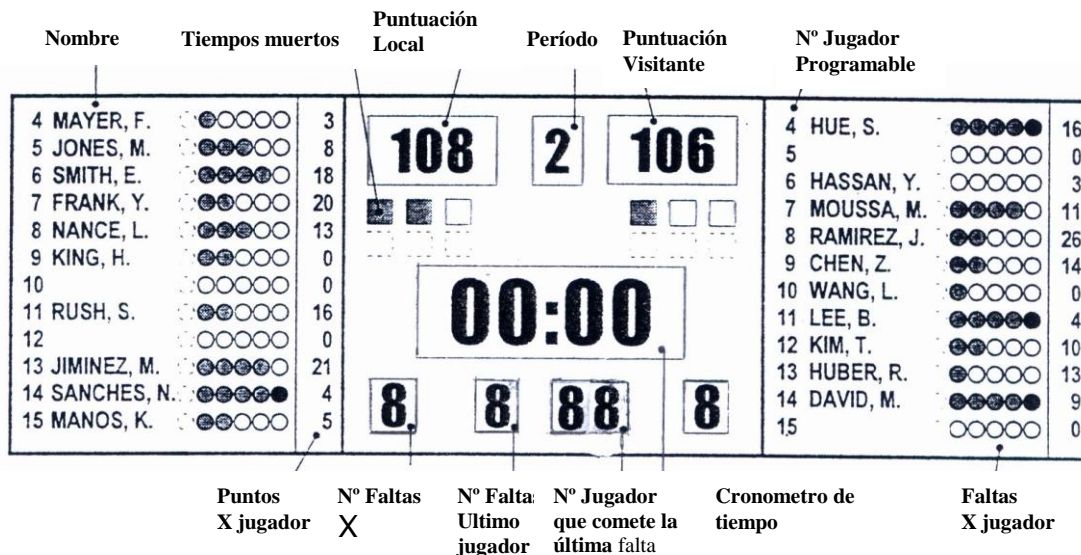 Nombre
Tiempos muertos
Puntuación
Local
Período
Puntuación
Visitante
Nº Jugador
Programable
4 MAYER, F. 3
5 JONES, M. 8
6 SMITH, E. 18
7 FRANK, Y. 20
8 NANCE, L. 13
9 KING, H. 0
10 0
11 RUSH, S. 16
12 0
13 JIMINEZ, M. 21
14 SANCHES, N. 4
15 MANOS, K. 5
108 2 106
00:00
8 8 88 8
4 HUE, S. 16
5 0
6 HASSAN, Y. 3
7 MOUSSA, M. 11
8 RAMIREZ, J. 26
9 CHEN, Z. 14
10 WANG, L. 0
11 LEE, B. 4
12 KIM, T. 10
13 HUBER, R. 13
14 DAVID, M. 9
15 0
Puntos
X jugador
Nº Faltas
X
Nº Faltas
Ultimo
jugador
Nº Jugador
que comete la
última falta
Cronometro de
tiempo
Faltas
X jugador